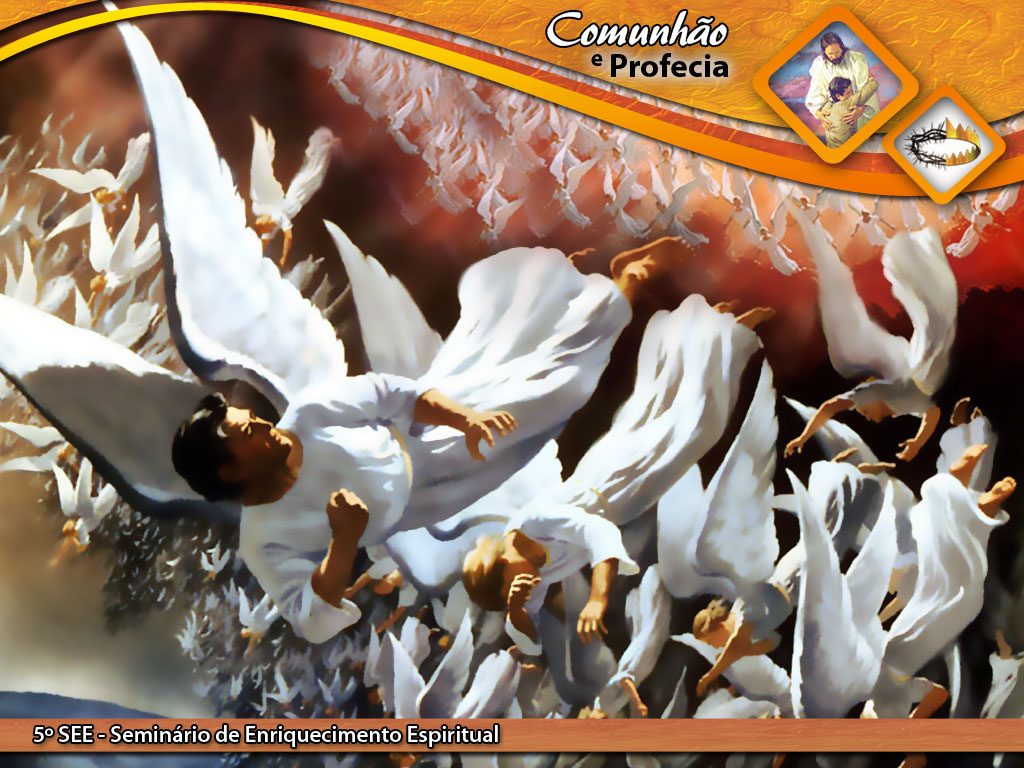 Comunhão
e Profecia
5º SEE - Seminário de Enriquecimento Espiritual